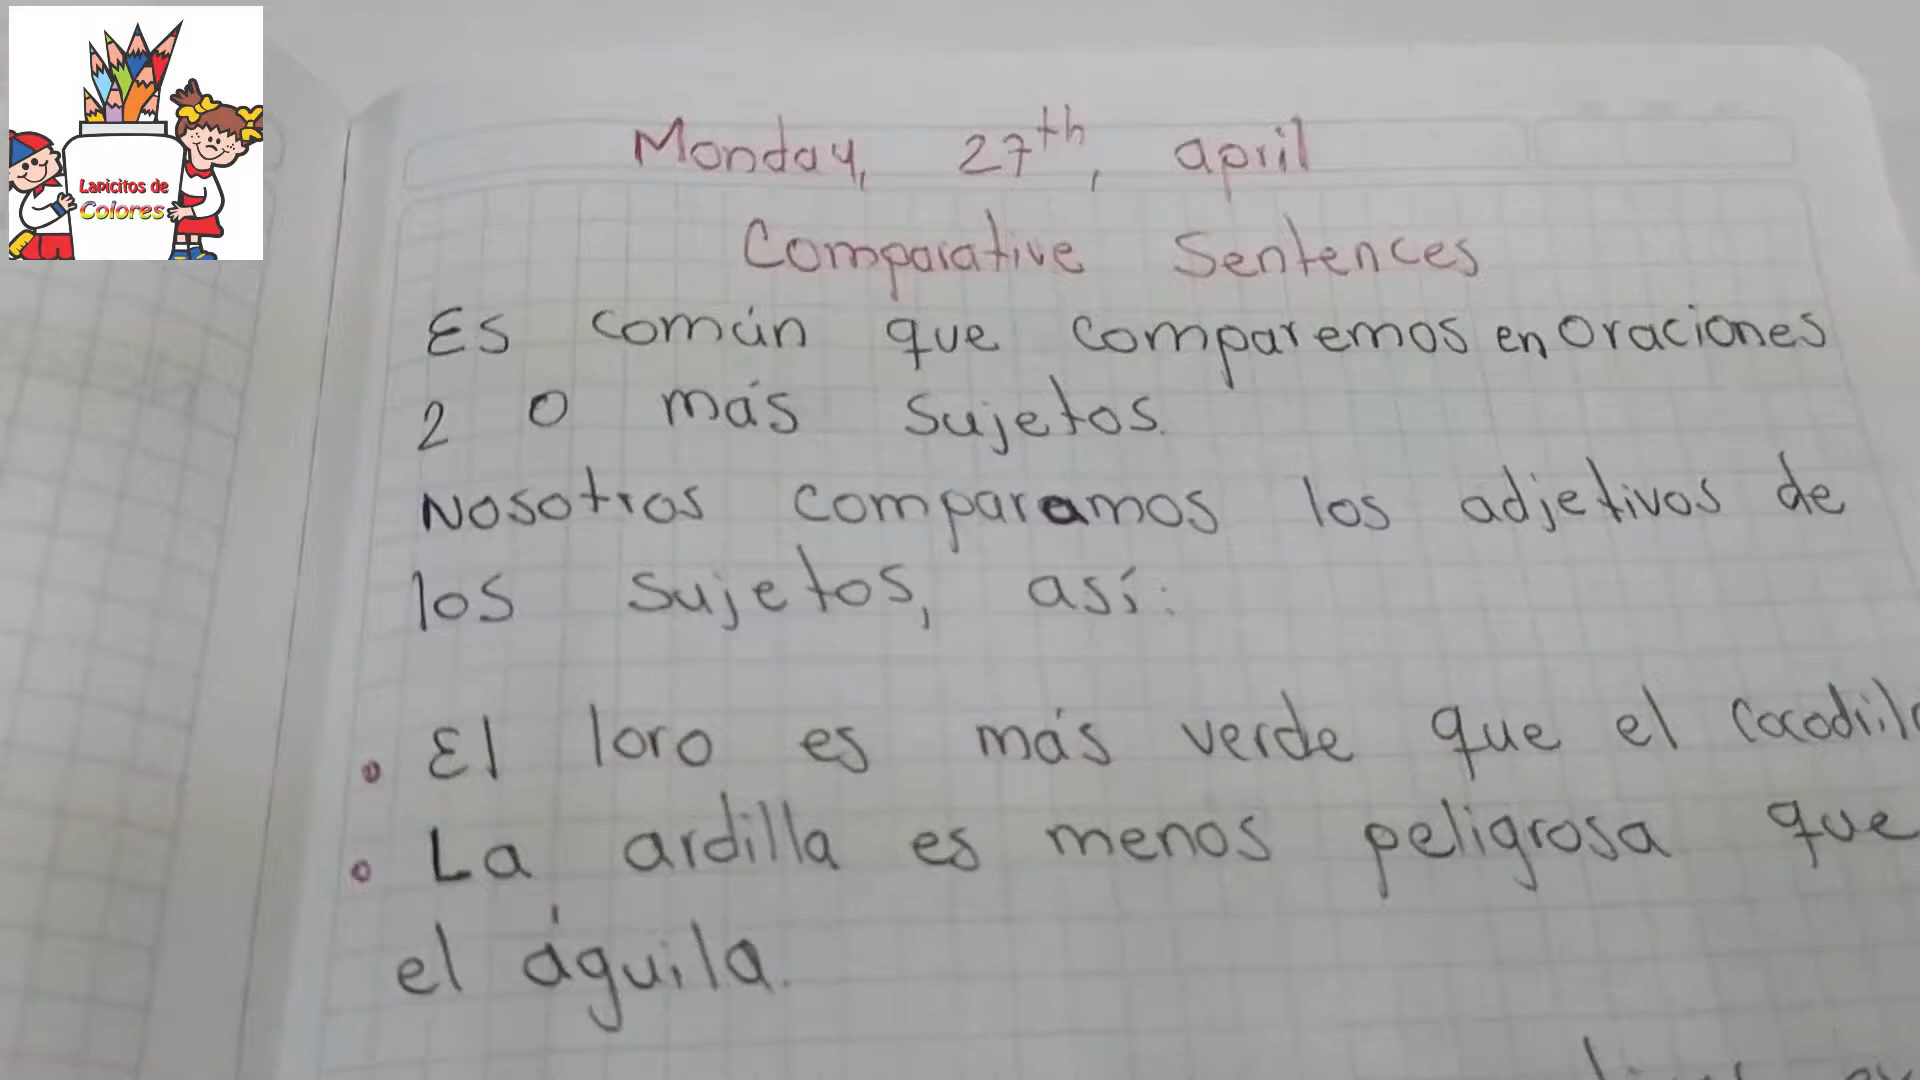 Lapicitos de
Colores
Monday, 27th, april
Comparative Sentences
Es común que comparemos en oraciones
2 o más sujetos.
Nosotros comparamos los adjetivos de
los sujetos, así:
• El loro es más verde que el
• La ardilla es menos peligrosa que
el águila.